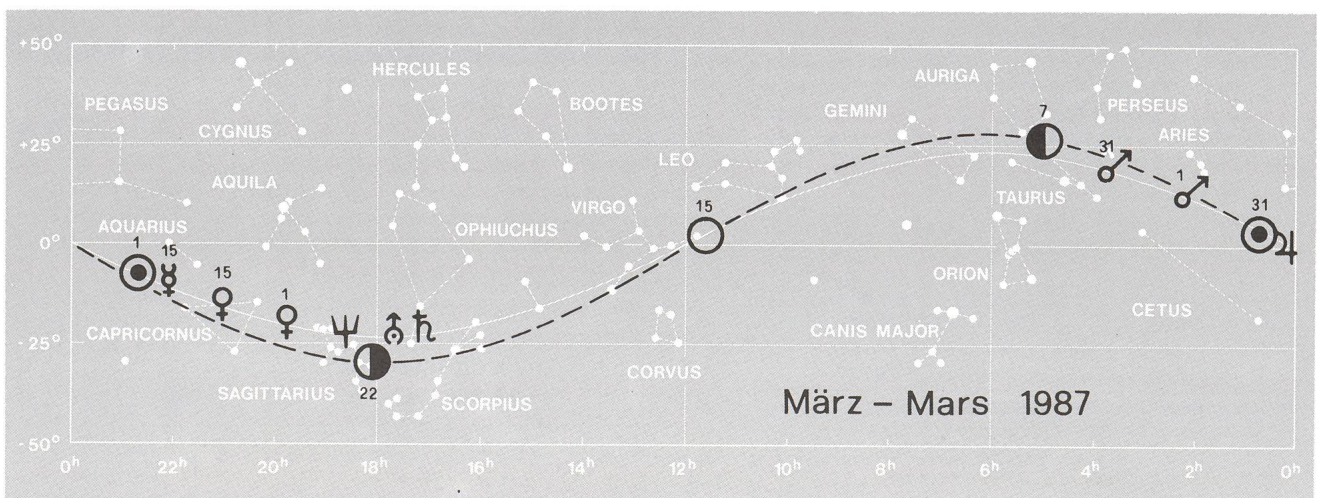 +50°
HERCULES
AURIGA
PEGASUS
BOOTES
GEMINI
7
PERSEUS
CYGNUS
ARIES
+25°
31
LEO
AQUILA
1
TAURUS
VIRGO
15
31
AQUARIUS
OPHIUCHUS
1
15
0°
15
ORION
1
CETUS
CAPRICORNUS
CANIS MAJOR
-25°
CORVUS
SAGITTARIUS
22
SCORPIUS
März – Mars 1987
-50°
0h 22h 20h 18h 16h 14h 12h 10h 8h 6h 4h 2h 0h